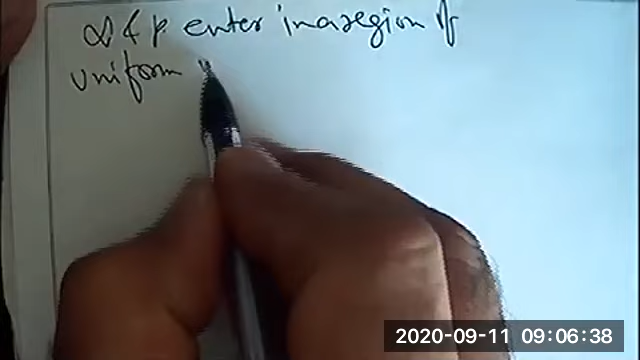 α & p enter in a region of
uniform
2020-09-11 09:06:38